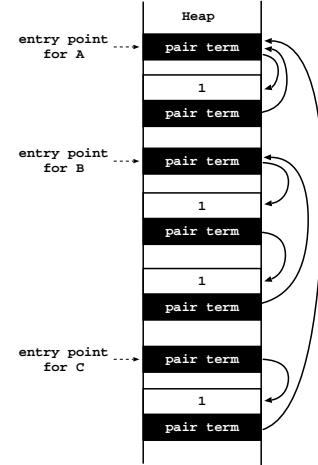 Heap
entry point
for A
pair term
1
pair term
entry point
for B
pair term
1
pair term
1
pair term
entry point
for C
pair term
1
pair term